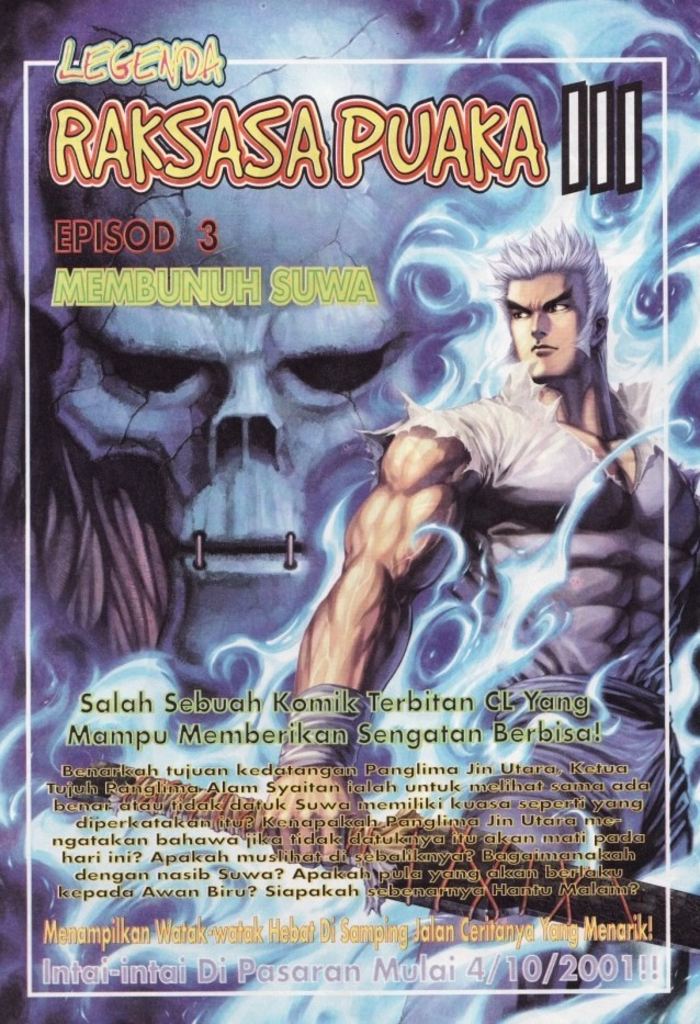 LEGENDA
RAKSASA PUAKA III
EPISOD 3
MEMBUNUH SUWA
Salah Sebuah Komik Terbitan CL Yang
Mampu Memberikan Sengatan Berbisa!
Benarkah tujuan kedatangan Panglima Jin Utara, Ketua
Tujuh Panglima Alam Syaitan ialah untuk melihat sama ada
benar atau tidak datuk Suwa memiliki kuasa seperti yang
diperkatakan itu? Kenapakah Panglima Jin Utara me-
ngatakan bahawa jika tidak datuknya itu akan mati pada
hari ini? Apakah muslihat di sebaliknya? Bagaimanakah
dengan nasib Suwa? Apakah pula yang akan berlaku
kepada Awan Biru? Siapakah sebenarnya Hantu Malam?
Menampilkan Watak-watak Hebat Di Samping Jalan Ceritanya Yang Menarik!
Intai-intai Di Pasaran Mulai 4/10/2001!!